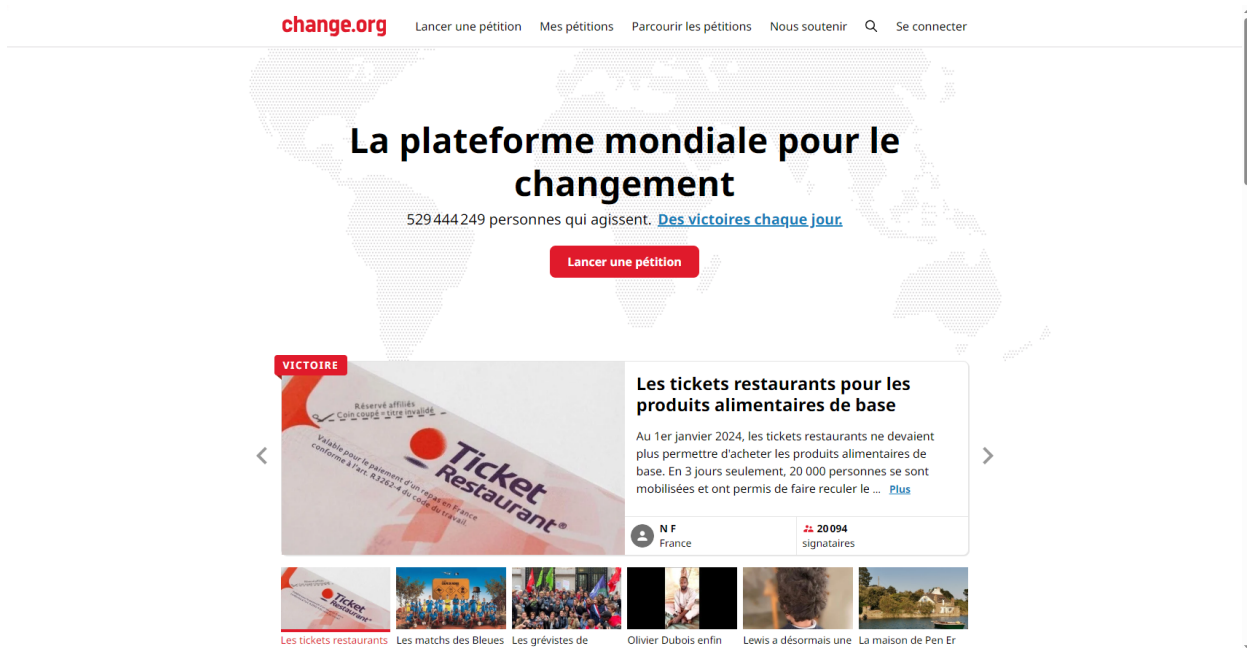 change.org
Lancer une pétition
Mes pétitions
Parcourir les pétitions
Nous soutenir
Se connecter
La plateforme mondiale pour le
changement
529 444 249 personnes qui agissent. Des victoires chaque jour.
Lancer une pétition
VICTOIRE
Réservé affiliés
Coin coupé = titre invalidé
Valable pour le paiement d'un repas en France
conforme à l'art. R3262-4 du code du travail.
Ticket
Restaurant®
Les tickets restaurants pour les
produits alimentaires de base
Au 1er janvier 2024, les tickets restaurants ne devaient
plus permettre d'acheter les produits alimentaires de
base. En 3 jours seulement, 20 000 personnes se sont
mobilisées et ont permis de faire reculer le ... Plus
N F
France
20 094
signataires
Ticket
Restaurant
Les tickets restaurants
Les matchs des Bleues
Les grévistes de
Olivier Dubois enfin
Lewis a désormais une
La maison de Pen Er